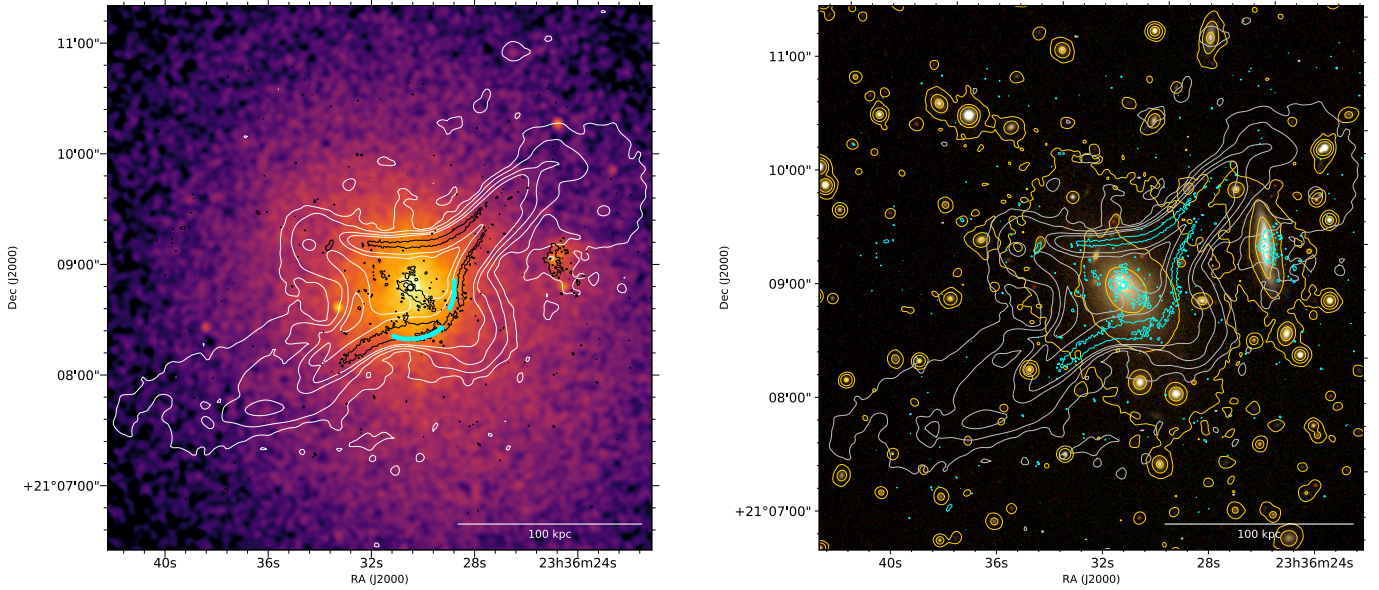 11'00"
10'00"
09'00"
08'00"
+21°07'00"
Dec (J2000)
100 kpc
40s
36s
32s
28s
23h36m24s
RA (J2000)
11'00"
10'00"
09'00"
08'00"
+21°07'00"
Dec (J2000)
100 kpc
40s
36s
32s
28s
23h36m24s
RA (J2000)